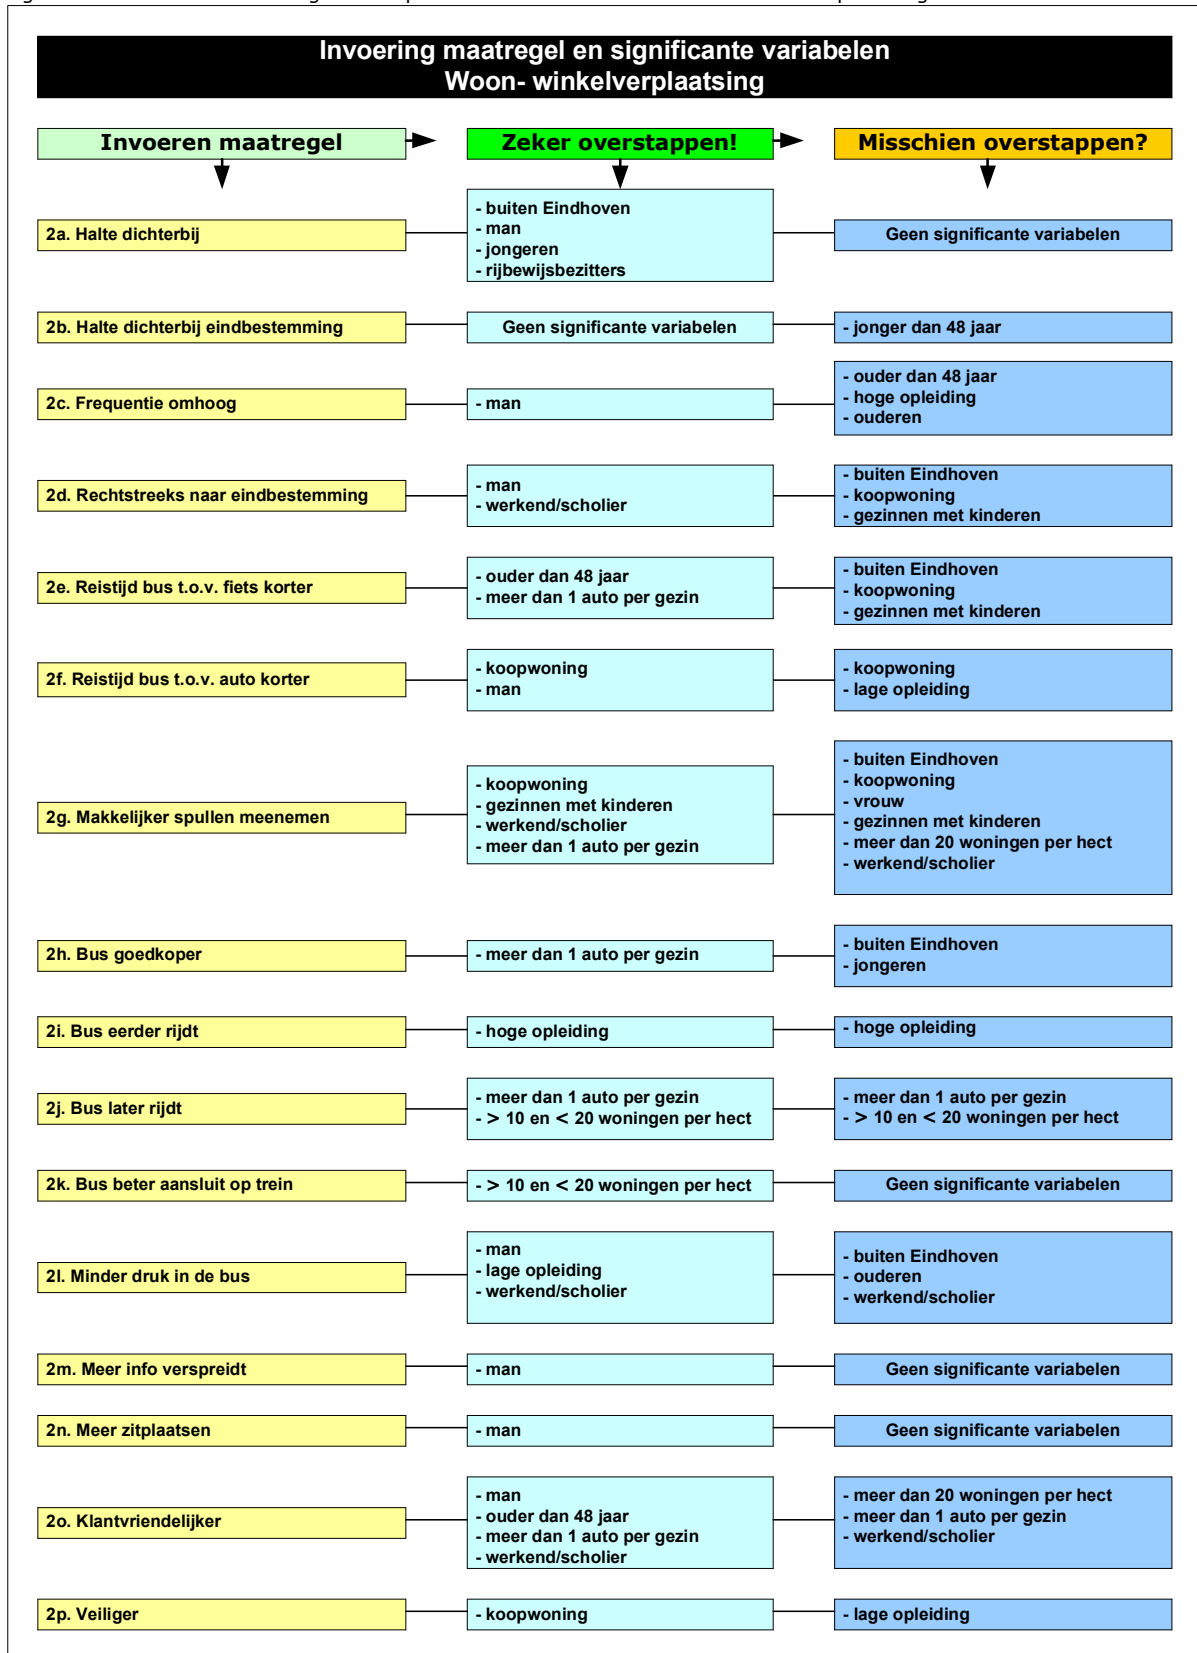 Invoering maatregel en significante variabelen
Woon- winkelverplaatsing
Invoeren maatregel
Zeker overstappen!
Misschien overstappen?
2a. Halte dichterbij
- buiten Eindhoven
- man
- jongeren
- rijbewijsbezitters
Geen significante variabelen
2b. Halte dichterbij eindbestemming
Geen significante variabelen
- jonger dan 48 jaar
2c. Frequentie omhoog
- man
- ouder dan 48 jaar
- hoge opleiding
- ouderen
2d. Rechtstreeks naar eindbestemming
- man
- werkend/scholier
- buiten Eindhoven
- koopwoning
- gezinnen met kinderen
2e. Reistijd bus t.o.v. fiets korter
- ouder dan 48 jaar
- meer dan 1 auto per gezin
- buiten Eindhoven
- koopwoning
- gezinnen met kinderen
2f. Reistijd bus t.o.v. auto korter
- koopwoning
- man
- koopwoning
- lage opleiding
2g. Makkelijker spullen meenemen
- koopwoning
- gezinnen met kinderen
- werkend/scholier
- meer dan 1 auto per gezin
- buiten Eindhoven
- koopwoning
- vrouw
- gezinnen met kinderen
- meer dan 20 woningen per hect
- werkend/scholier
2h. Bus goedkoper
- meer dan 1 auto per gezin
- buiten Eindhoven
- jongeren
2i. Bus eerder rijdt
- hoge opleiding
- hoge opleiding
2j. Bus later rijdt
- meer dan 1 auto per gezin
- > 10 en < 20 woningen per hect
- meer dan 1 auto per gezin
- > 10 en < 20 woningen per hect
2k. Bus beter aansluit op trein
- > 10 en < 20 woningen per hect
Geen significante variabelen
2l. Minder druk in de bus
- man
- lage opleiding
- werkend/scholier
- buiten Eindhoven
- ouderen
- werkend/scholier
2m. Meer info verspreidt
- man
Geen significante variabelen
2n. Meer zitplaatsen
- man
Geen significante variabelen
2o. Klantvriendelijker
- man
- ouder dan 48 jaar
- meer dan 1 auto per gezin
- werkend/scholier
- meer dan 20 woningen per hect
- meer dan 1 auto per gezin
- werkend/scholier
2p. Veiliger
- koopwoning
- lage opleiding